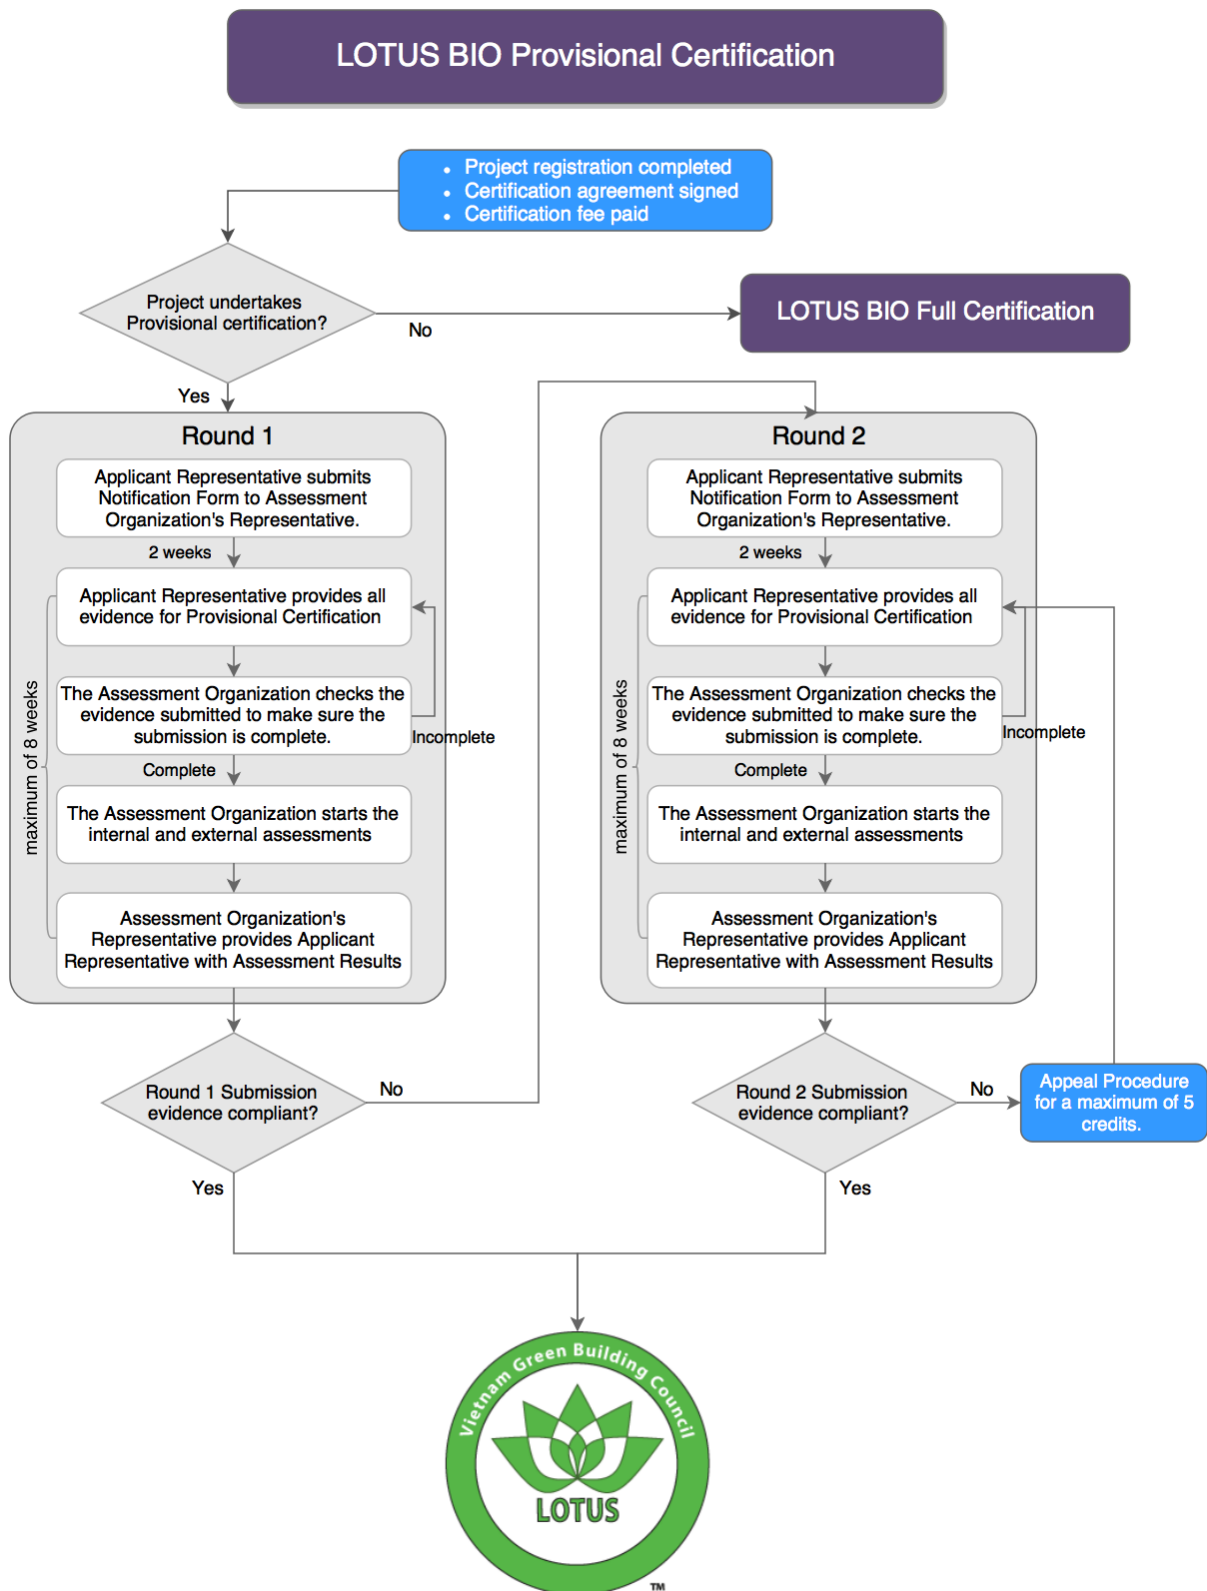 LOTUS BIO Provisional Certification
• Project registration completed
• Certification agreement signed
• Certification fee paid
Project undertakes
Provisional certification?
No
LOTUS BIO Full Certification
Yes
Round 1
Applicant Representative submits
Notification Form to Assessment
Organization's Representative.
2 weeks
Applicant Representative provides all
evidence for Provisional Certification
The Assessment Organization checks the
evidence submitted to make sure the
submission is complete.
Incomplete
Complete
The Assessment Organization starts the
internal and external assessments
Assessment Organization's
Representative provides Applicant
Representative with Assessment Results
maximum of 8 weeks
Round 1 Submission
evidence compliant?
No
Yes
Round 2
Applicant Representative submits
Notification Form to Assessment
Organization's Representative.
2 weeks
Applicant Representative provides all
evidence for Provisional Certification
The Assessment Organization checks the
evidence submitted to make sure the
submission is complete.
Incomplete
Complete
The Assessment Organization starts the
internal and external assessments
Assessment Organization's
Representative provides Applicant
Representative with Assessment Results
maximum of 8 weeks
Round 2 Submission
evidence compliant?
No
Appeal Procedure
for a maximum of 5
credits.
Yes
Vietnam Green Building Council
LOTUS
TM